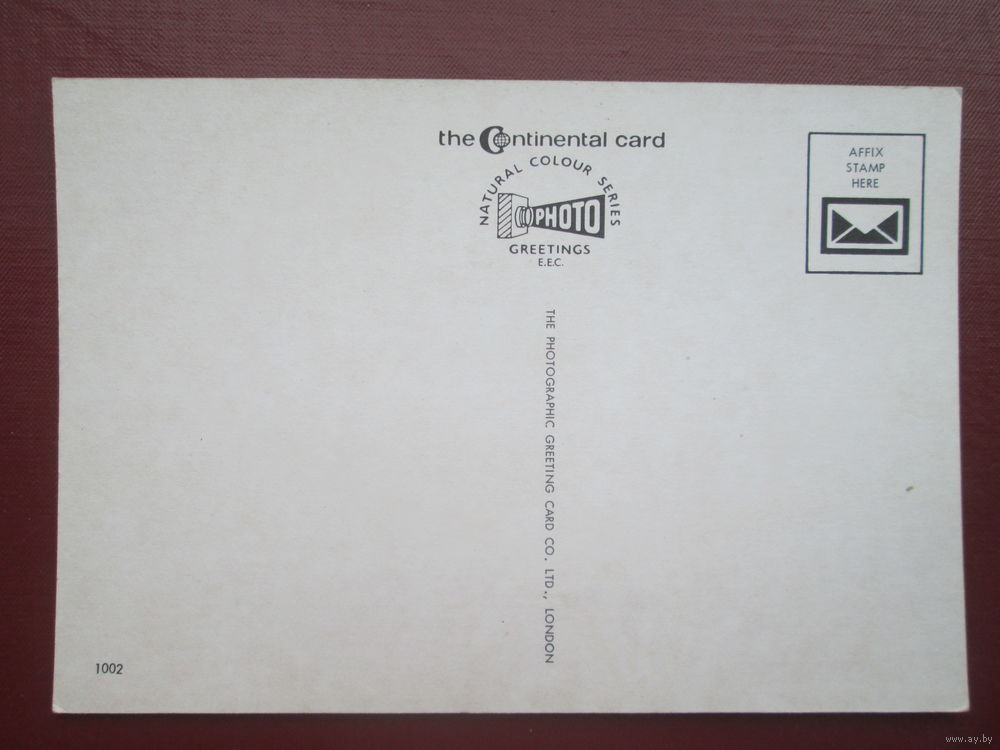 the Continental card
NATURAL COLOUR SERIES
PHOTO
GREETINGS
E.E.C.
AFFIX
STAMP
HERE
THE PHOTOGRAPHIC GREETING CARD CO. LTD., LONDON
1002
www.ay.by